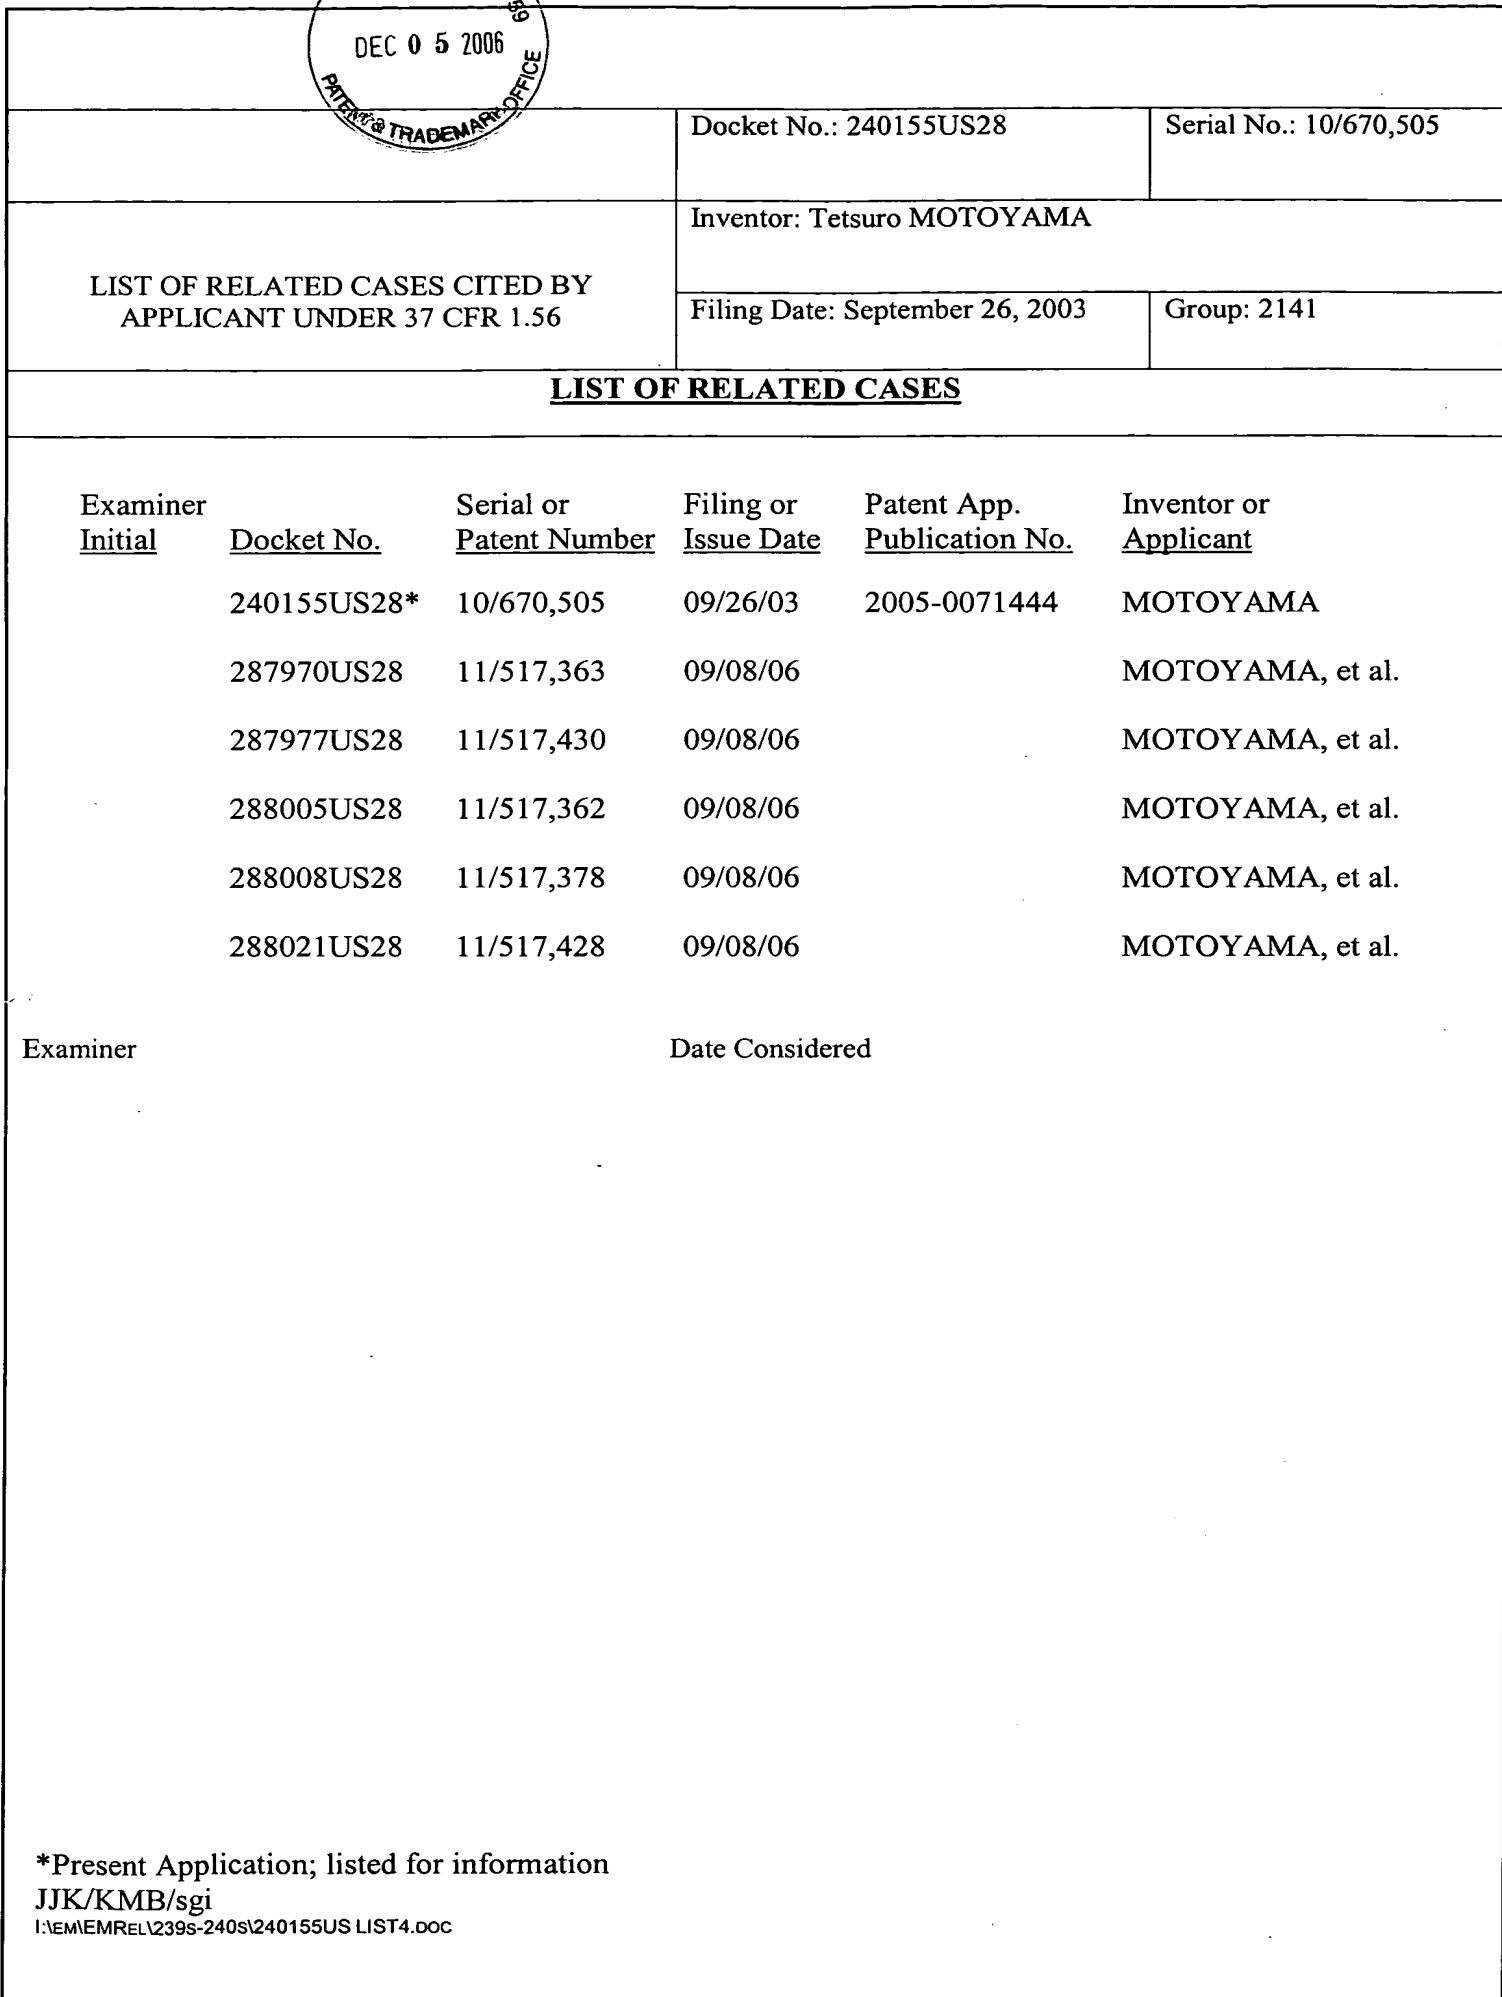 DEC 0 5 2006
PATENT & TRADEMARK OFFICE
Docket No.: 240155US28
Serial No.: 10/670,505
LIST OF RELATED CASES CITED BY
APPLICANT UNDER 37 CFR 1.56
Inventor: Tetsuro MOTOYAMA
Filing Date: September 26, 2003
Group: 2141
LIST OF RELATED CASES
Examiner Serial or Filing or Patent App. Inventor or
Initial Docket No. Patent Number Issue Date Publication No. Applicant
240155US28* 10/670,505 09/26/03 2005-0071444 MOTOYAMA
287970US28 11/517,363 09/08/06 MOTOYAMA, et al.
287977US28 11/517,430 09/08/06 MOTOYAMA, et al.
288005US28 11/517,362 09/08/06 MOTOYAMA, et al.
288008US28 11/517,378 09/08/06 MOTOYAMA, et al.
288021US28 11/517,428 09/08/06 MOTOYAMA, et al.
Examiner Date Considered
*Present Application; listed for information
JJK/KMB/sgi
I:\EM\EMREL\239S-240S\240155US LIST4.DOC